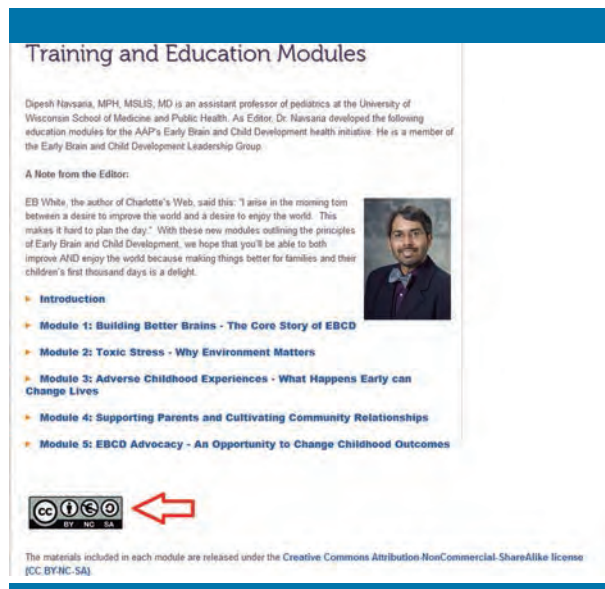 Training and Education Modules
Dipesh Navsaria, MPH, MSLIS, MD is an assistant professor of pediatrics at the University of
Wisconsin School of Medicine and Public Health. As Editor, Dr. Navsaria developed the following
education modules for the AAP's Early Brain and Child Development health initiative. He is a member of
the Early Brain and Child Development Leadership Group.
A Note from the Editor:
EB White, the author of Charlotte's Web, said this: "I arise in the morning torn
between a desire to improve the world and a desire to enjoy the world. This
makes it hard to plan the day." With these new modules outlining the principles
of Early Brain and Child Development, we hope that you'll be able to both
improve AND enjoy the world because making things better for families and their
children's first thousand days is a delight.
Introduction
Module 1: Building Better Brains - The Core Story of EBCD
Module 2: Toxic Stress - Why Environment Matters
Module 3: Adverse Childhood Experiences - What Happens Early can
Change Lives
Module 4: Supporting Parents and Cultivating Community Relationships
Module 5: EBCD Advocacy - An Opportunity to Change Childhood Outcomes
cc
BY NC SA
The materials included in each module are released under the Creative Commons Attribution-NonCommercial-ShareAlike license
(CC BY-NC-SA).